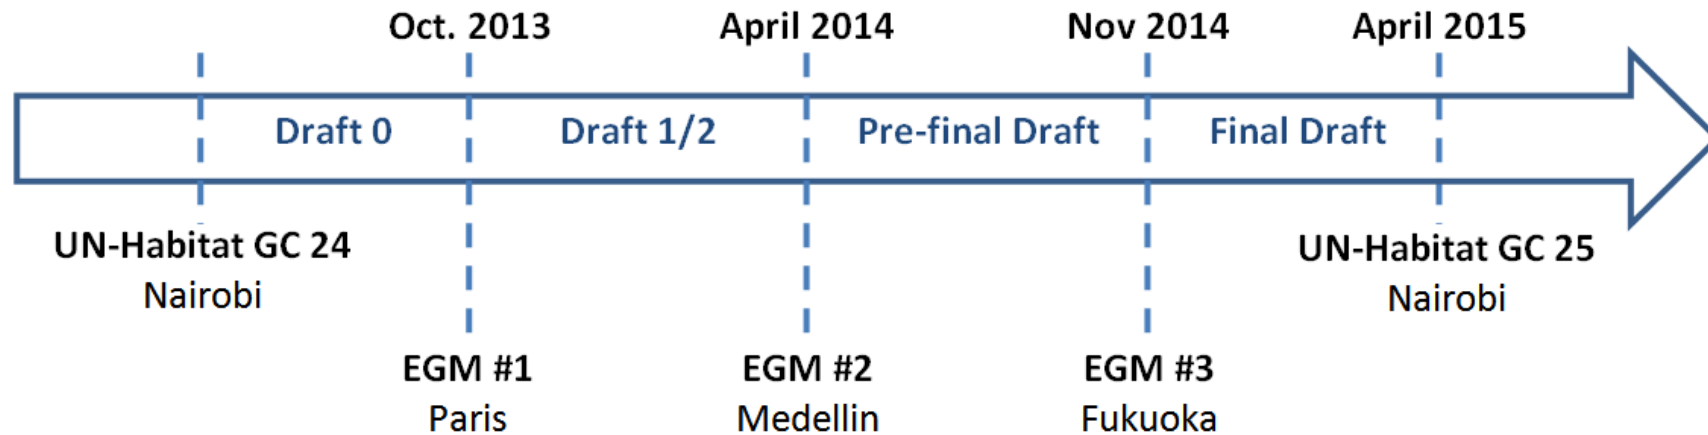 Oct. 2013 April 2014 Nov 2014 April 2015
Draft 0 Draft 1/2 Pre-final Draft Final Draft
UN-Habitat GC 24
Nairobi
UN-Habitat GC 25
Nairobi
EGM #1
Paris
EGM #2
Medellin
EGM #3
Fukuoka